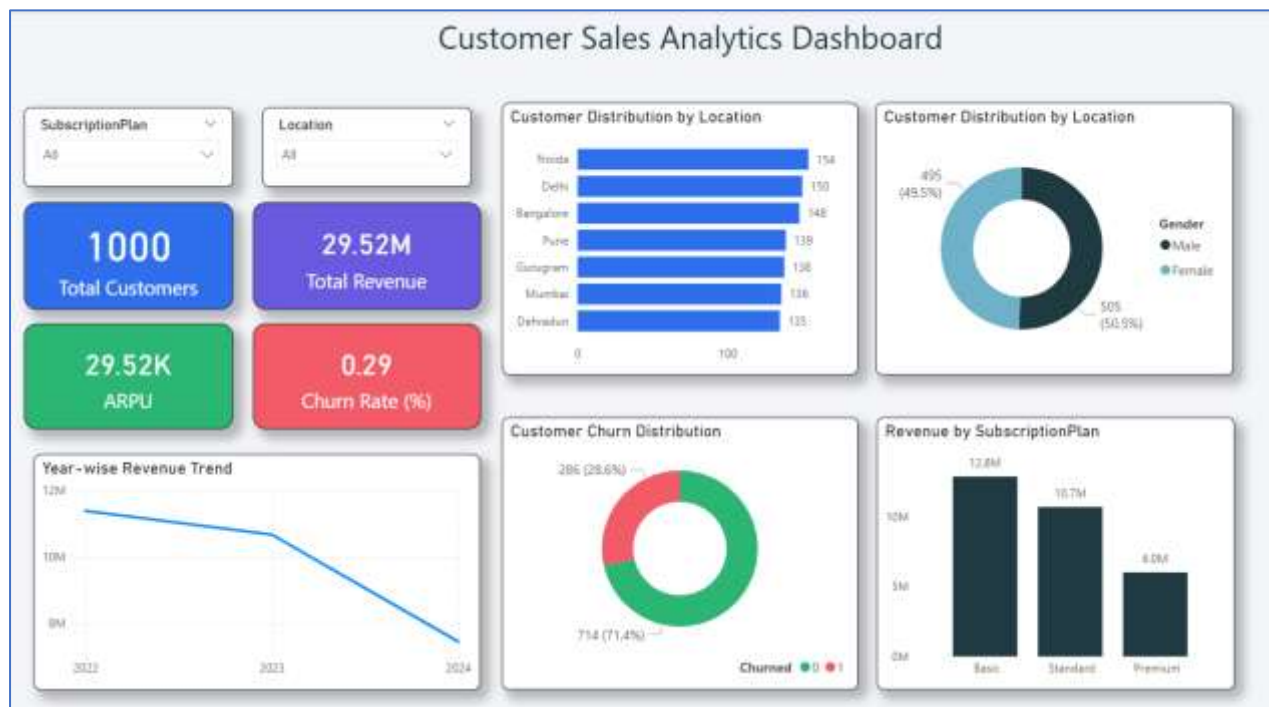 Customer Sales Analytics Dashboard
SubscriptionPlan
All
Location
All
1000
Total Customers
29.52M
Total Revenue
29.52K
ARPU
0.29
Churn Rate (%)
Year-wise Revenue Trend
12M
10M
8M
2022
2023
2024
Customer Distribution by Location
Noida
154
Delhi
150
Bangalore
148
Pune
139
Gurugram
138
Mumbai
136
Dehradun
135
0
100
Customer Distribution by Location
495
(49.5%)
505
(50.5%)
Gender
Male
Female
Customer Churn Distribution
286 (28.6%)
714 (71.4%)
Churned 0 1
Revenue by SubscriptionPlan
12.8M
10.7M
6.0M
10M
5M
0M
Basic
Standard
Premium